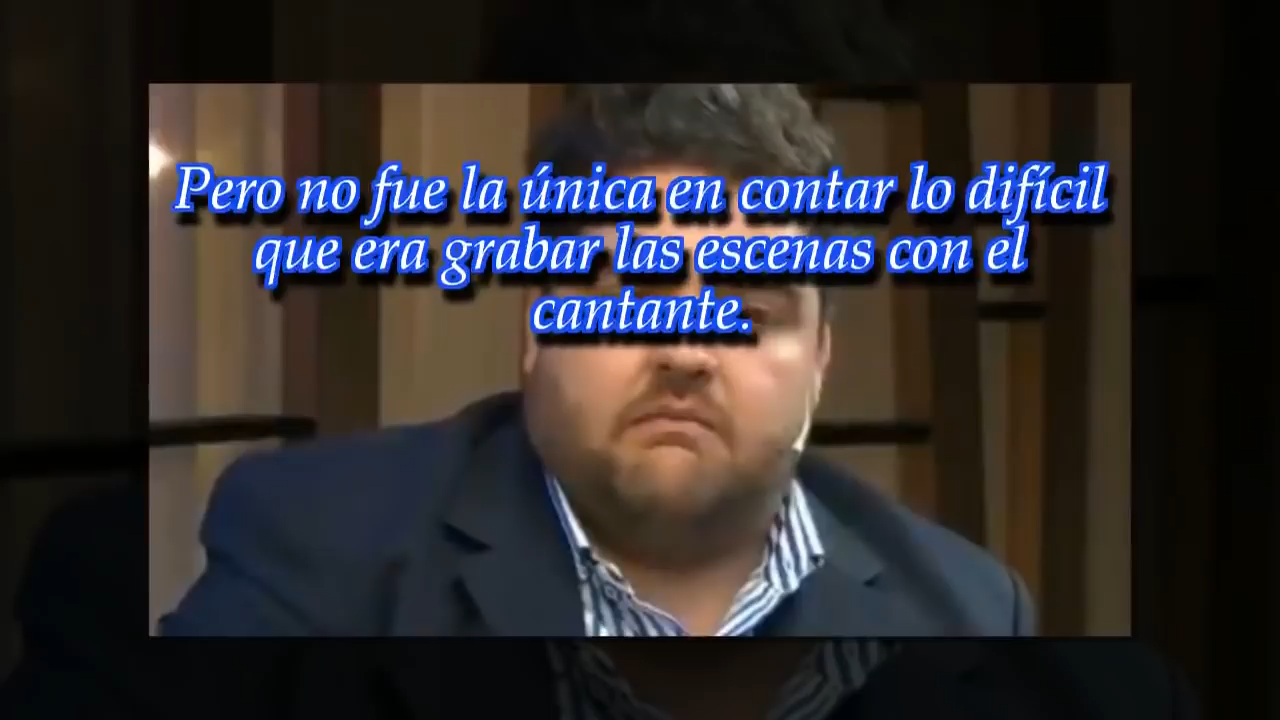 Pero no fue la única en contar lo difícil
que era grabar las escenas con el
cantante.